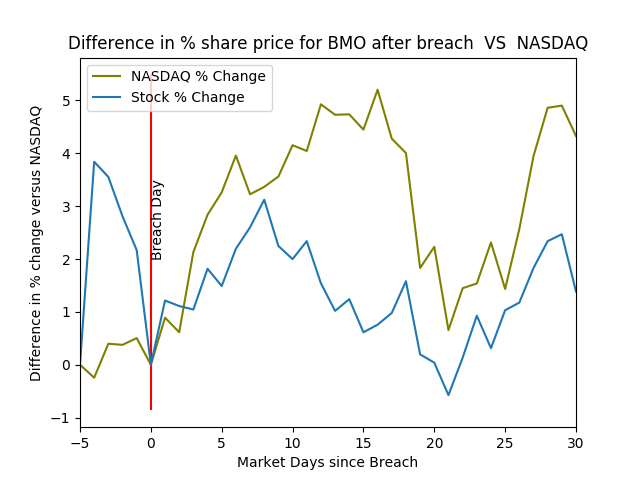 Difference in % share price for BMO after breach  VS  NASDAQ
NASDAQ % Change
Stock % Change
Breach Day
Difference in % change versus NASDAQ
5
4
3
2
1
0
−1
−5
0
5
10
15
20
25
30
Market Days since Breach